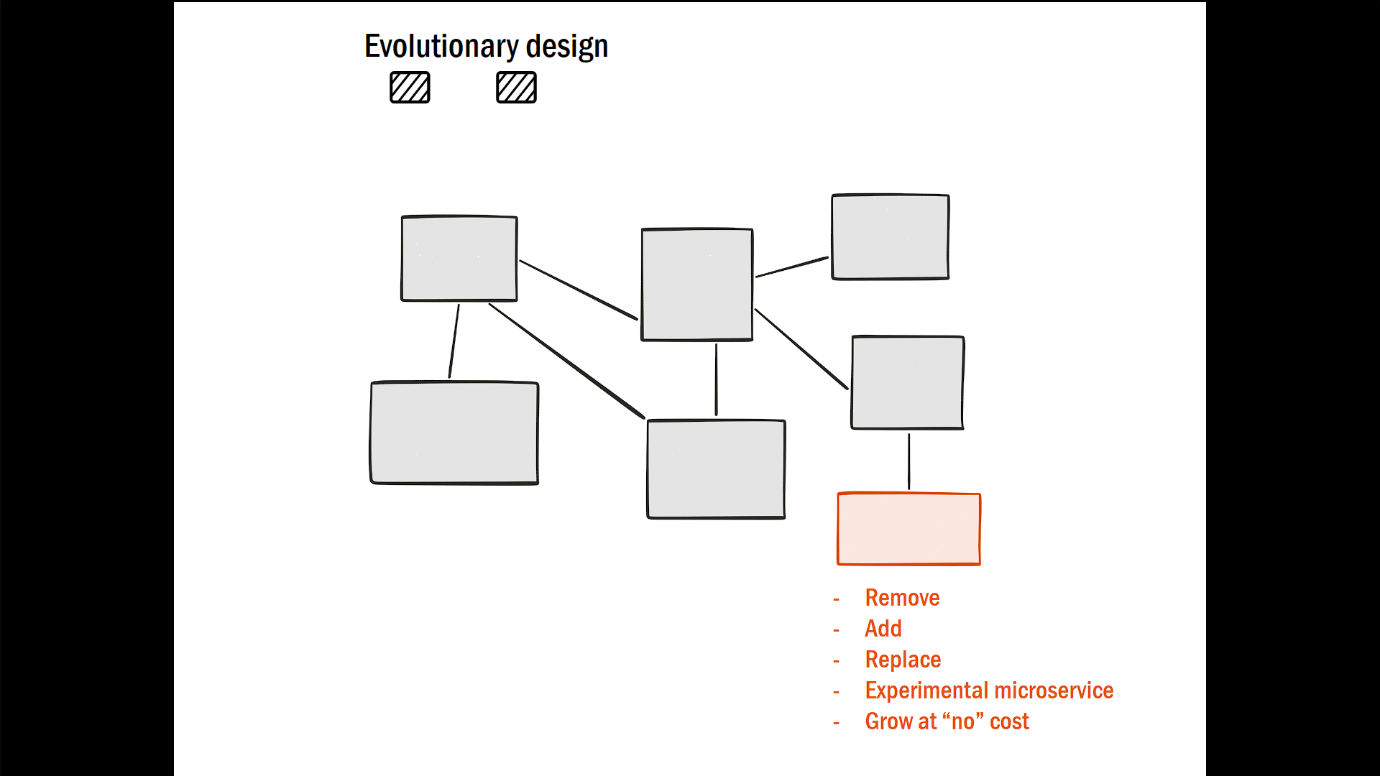 Evolutionary design
- Remove
- Add
- Replace
- Experimental microservice
- Grow at “no” cost